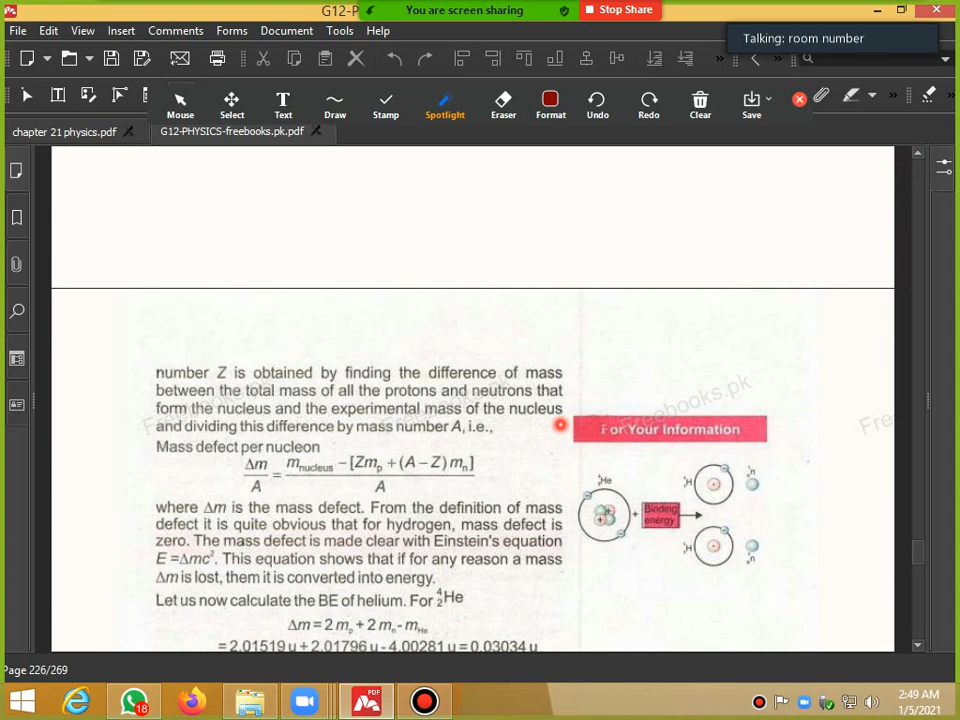 G12-P
You are screen sharing
Stop Share
File Edit View Insert Comments Forms Document Tools Help
Talking: room number
Mouse Select Text Draw Stamp Spotlight Eraser Format Undo Redo Clear Save
chapter 21 physics.pdf
G12-PHYSICS-freebooks.pk.pdf
number Z is obtained by finding the difference of mass
between the total mass of all the protons and neutrons that
form the nucleus and the experimental mass of the nucleus
and dividing this difference by mass number A, i.e.,
Mass defect per nucleon
Δm/A = m_nucleus – [Zm_p + (A – Z) m_n] / A
where Δm is the mass defect. From the definition of mass
defect it is quite obvious that for hydrogen, mass defect is
zero. The mass defect is made clear with Einstein's equation
E =Δmc². This equation shows that if for any reason a mass
Δm is lost, them it is converted into energy.
Let us now calculate the BE of helium. For ⁴₂He
Δm = 2 m_p + 2 m_n - m_He
= 2.01519 u + 2.01796 u - 4.00281 u = 0.03034 u
For Your Information
He
+
Binding
energy
H
n
H
n
Freebooks.pk
Freebooks.pk
Free
Page 226/269
18
PDF
2:49 AM
1/5/2021